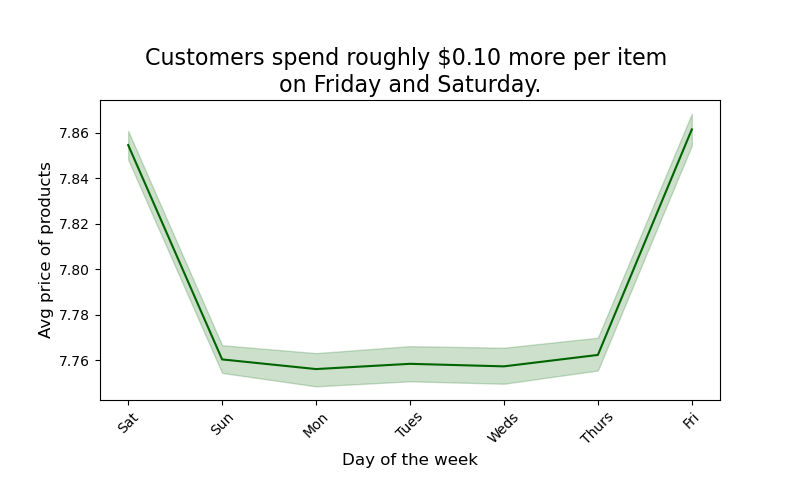 Customers spend roughly $0.10 more per item
on Friday and Saturday.
Avg price of products
7.86
7.84
7.82
7.80
7.78
7.76
Sat
Sun
Mon
Tues
Weds
Thurs
Fri
Day of the week